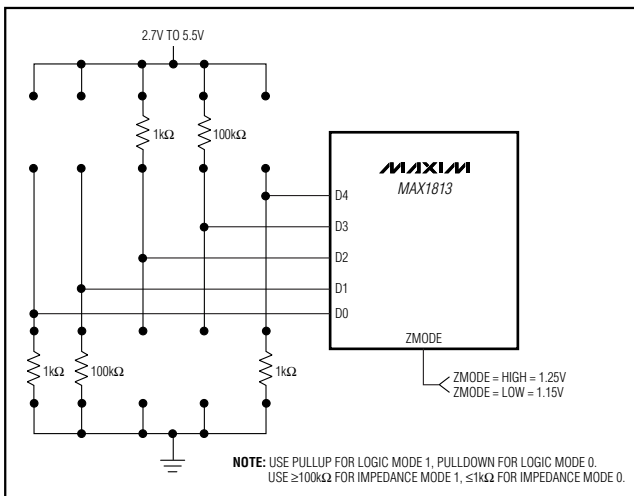 2.7V TO 5.5V
1kΩ
100kΩ
MAXIM
MAX1813
D4
D3
D2
D1
D0
ZMODE
1kΩ
100kΩ
1kΩ
ZMODE = HIGH = 1.25V
ZMODE = LOW = 1.15V
NOTE: USE PULLUP FOR LOGIC MODE 1, PULLDOWN FOR LOGIC MODE 0.
USE ≥100kΩ FOR IMPEDANCE MODE 1, ≤1kΩ FOR IMPEDANCE MODE 0.